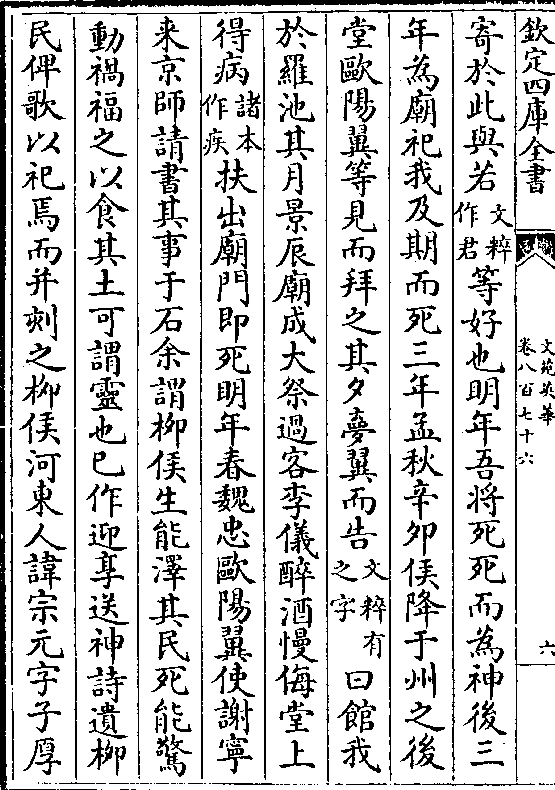 欽定四庫全書
文苑英華
卷八百七十六
六
寄於此與若文粹作君等好也明年吾将死死而為神後三
年為廟祀我及期而死三年孟秋辛卯侯降于州之後
堂歐陽翼等見而拜之其夕夢翼而告文粹有之字曰館我
於羅池其月景辰廟成大祭過客李儀醉酒慢侮堂上
得病諸本作疾扶出廟門即死明年春魏忠歐陽翼使謝寧
来京師請書其事于石余謂栁侯生能澤其民死能驚
動禍福之以食其土可謂靈也巳作迎享送神詩遺栁
民俾歌以祀焉而并刻之栁侯河東人諱宗元字子厚